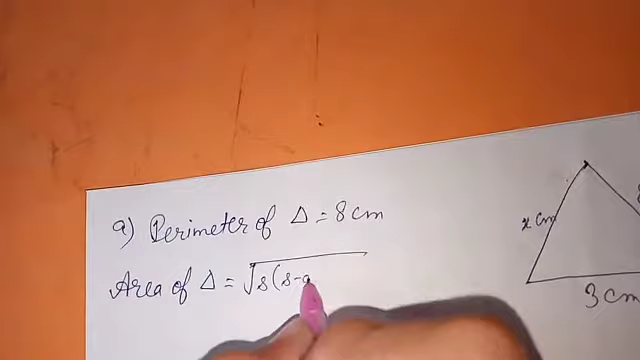 a) Perimeter of Δ = 8 cm
Area of Δ = √s(s-a
x cm
3 cm